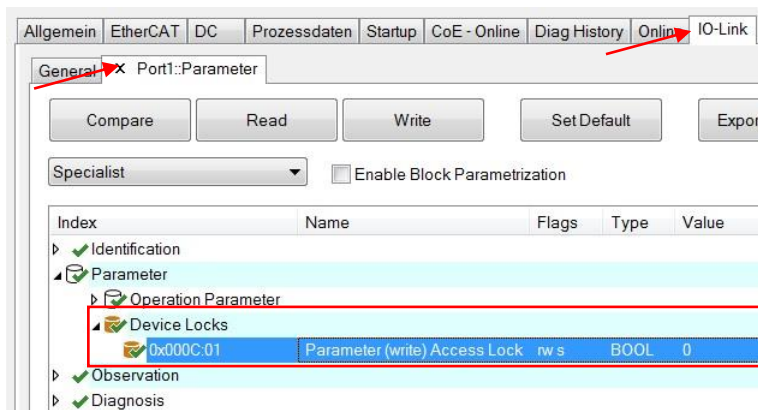 Allgemein EtherCAT DC Prozessdaten Startup CoE - Online Diag History Online IO-Link
General Port1::Parameter
Compare Read Write Set Default
Specialist Enable Block Parametrization
Index Name Flags Type Value
Identification
Parameter
Operation Parameter
Device Locks
0x000C:01 Parameter (write) Access Lock rw s BOOL 0
Observation
Diagnosis